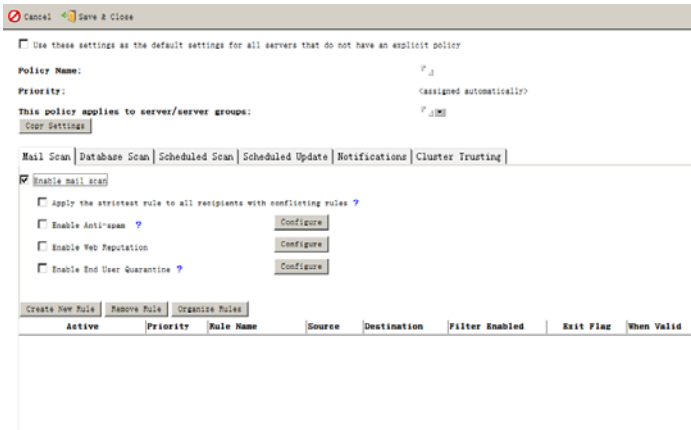 Cancel Save & Close
Use these settings as the default settings for all servers that do not have an explicit policy
Policy Name:
Priority: <assigned automatically>
This policy applies to server/server groups:
Copy Settings
Mail Scan Database Scan Scheduled Scan Scheduled Update Notifications Cluster Trusting
Enable mail scan
Apply the strictest rule to all recipients with conflicting rules ?
Enable Anti-spam ? Configure
Enable Web Reputation Configure
Enable End User Quarantine ? Configure
Create New Rule Remove Rule Organize Rules
Active Priority Rule Name Source Destination Filter Enabled Exit Flag When Valid